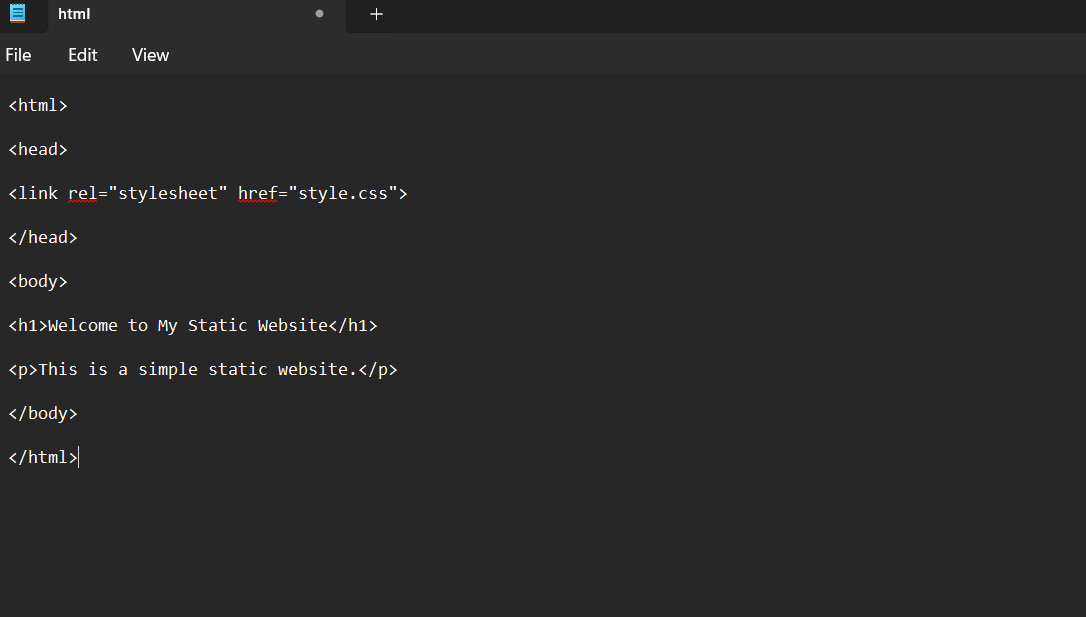 html
File Edit View
<html>
<head>
<link rel="stylesheet" href="style.css">
</head>
<body>
<h1>Welcome to My Static Website</h1>
<p>This is a simple static website.</p>
</body>
</html>